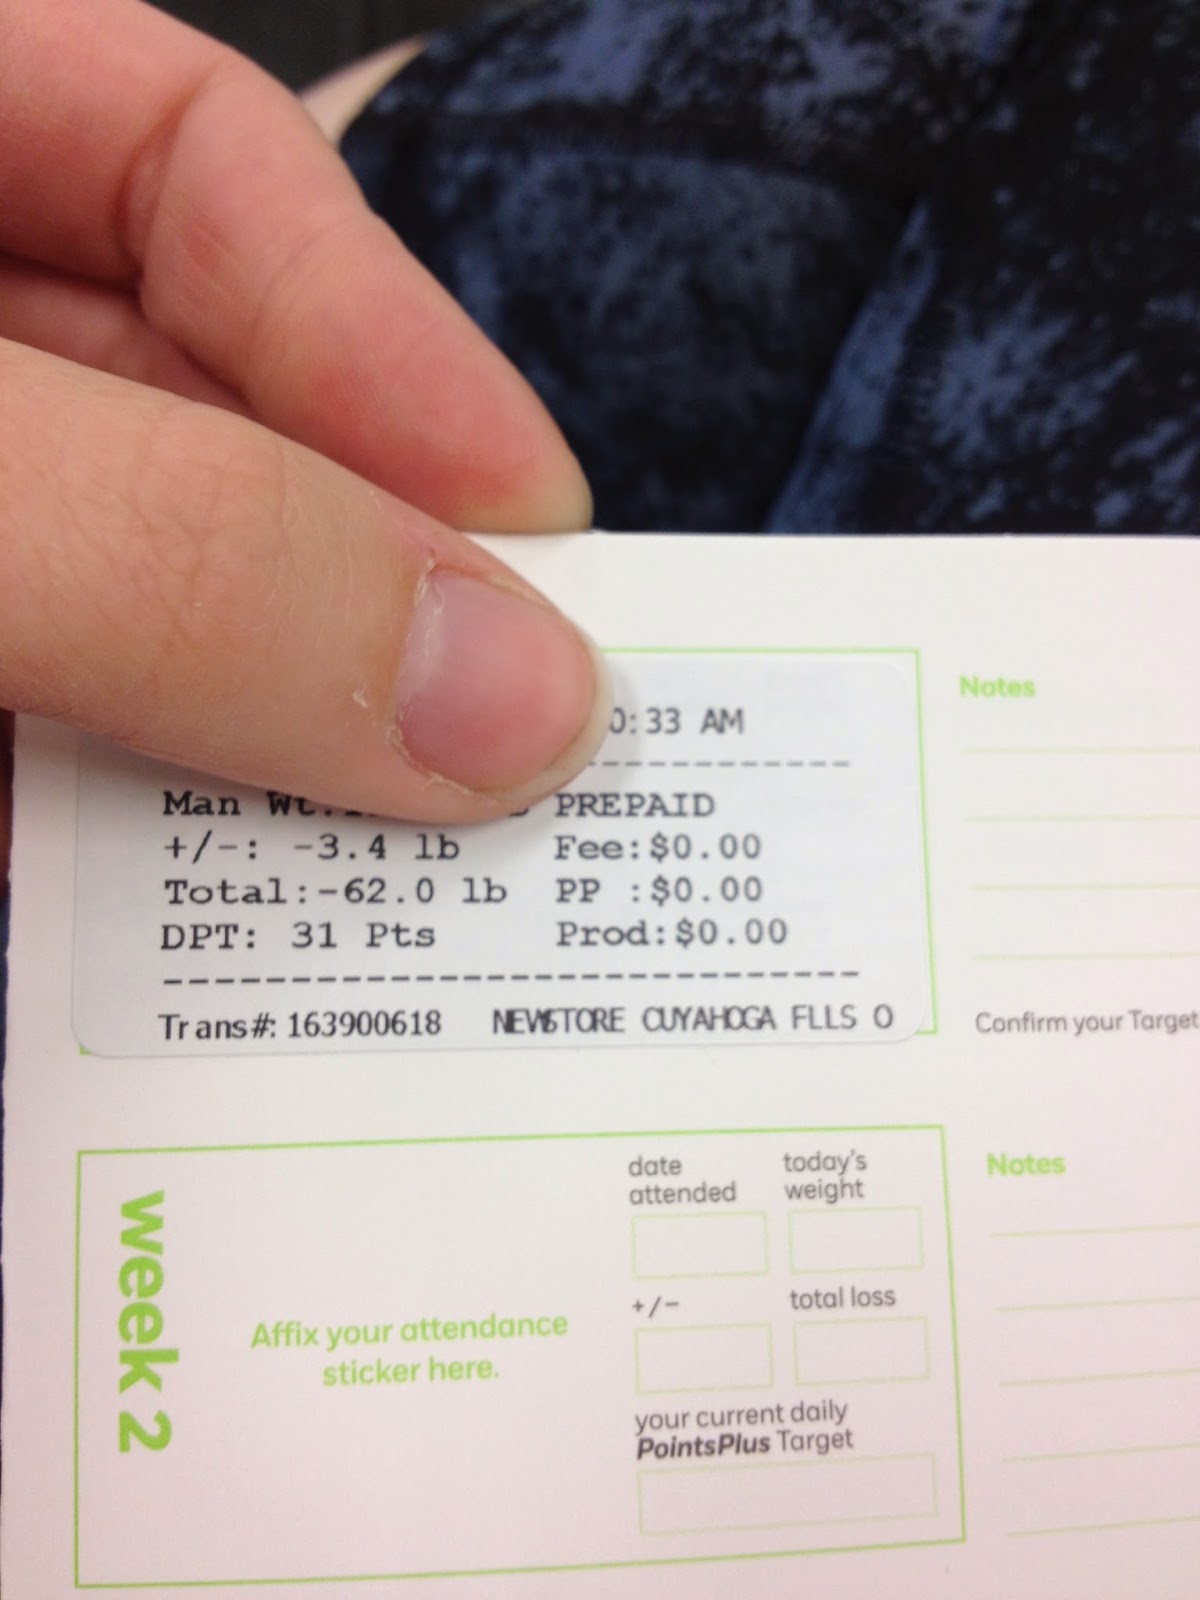 0:33 AM
Notes
Man Wt. PREPAID
+/-: -3.4 lb Fee:$0.00
Total:-62.0 lb PP :$0.00
DPT: 31 Pts Prod:$0.00
Trans#: 163900618 NEWSTORE CUYAHOGA FLLS O
Confirm your Target
week 2
Affix your attendance
sticker here.
date
attended
today's
weight
+/−
total loss
your current daily
PointsPlus Target
Notes